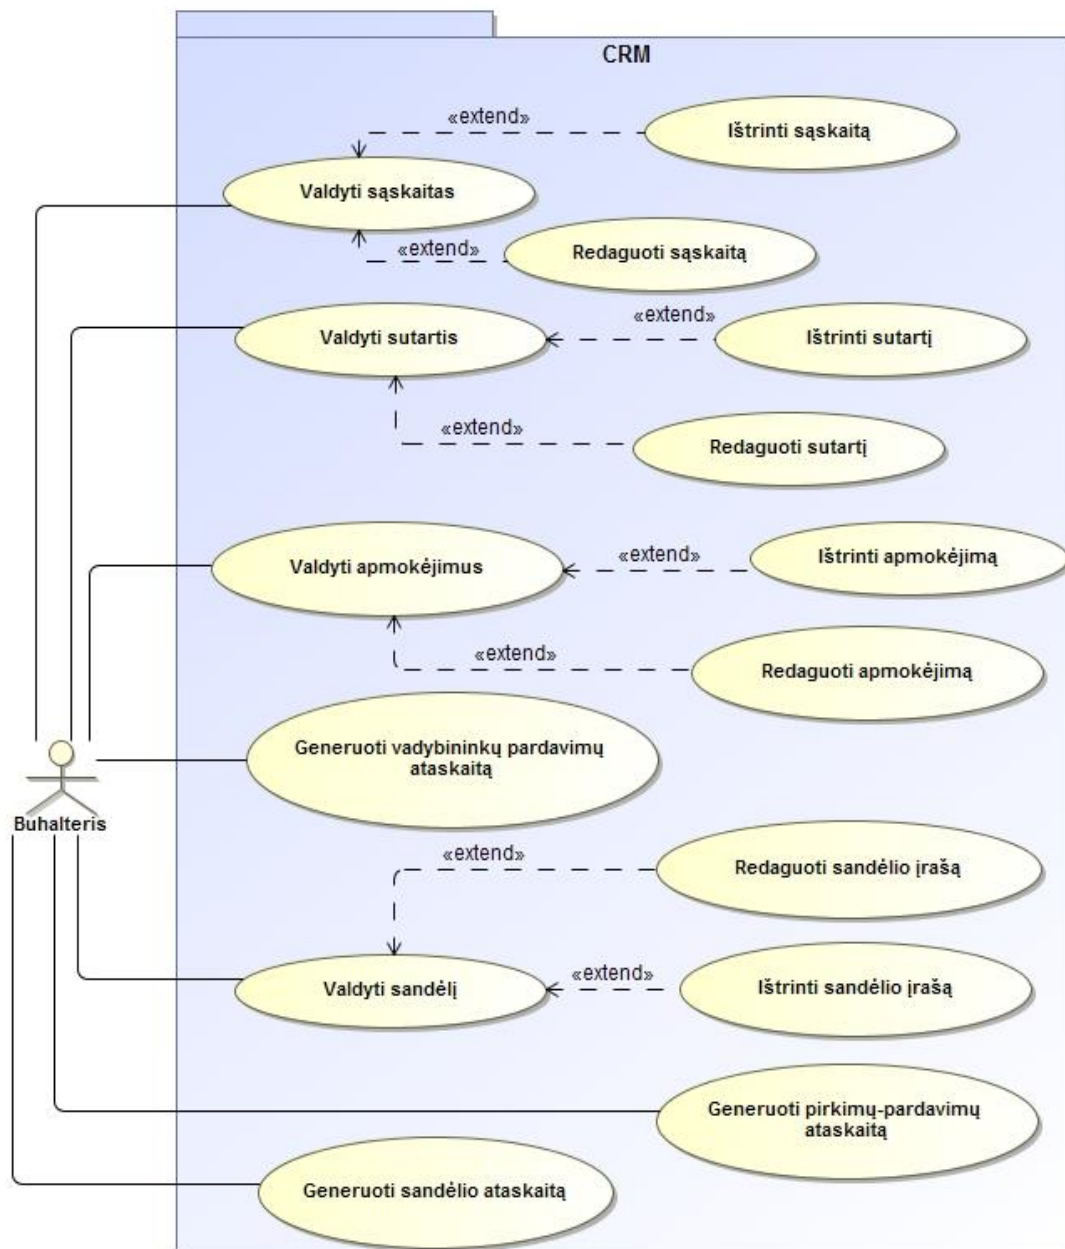 CRM
«extend»
Ištrinti sąskaitą
Valdyti sąskaitas
«extend»
Redaguoti sąskaitą
«extend»
Valdyti sutartis
Ištrinti sutartį
«extend»
Redaguoti sutartį
«extend»
Ištrinti apmokėjimą
Valdyti apmokėjimus
«extend»
Redaguoti apmokėjimą
Generuoti vadybininkų pardavimų
ataskaitą
Buhalteris
«extend»
Redaguoti sandėlio įrašą
«extend»
Valdyti sandėlį
Ištrinti sandėlio įrašą
Generuoti pirkimų-pardavimų
ataskaitą
Generuoti sandėlio ataskaitą